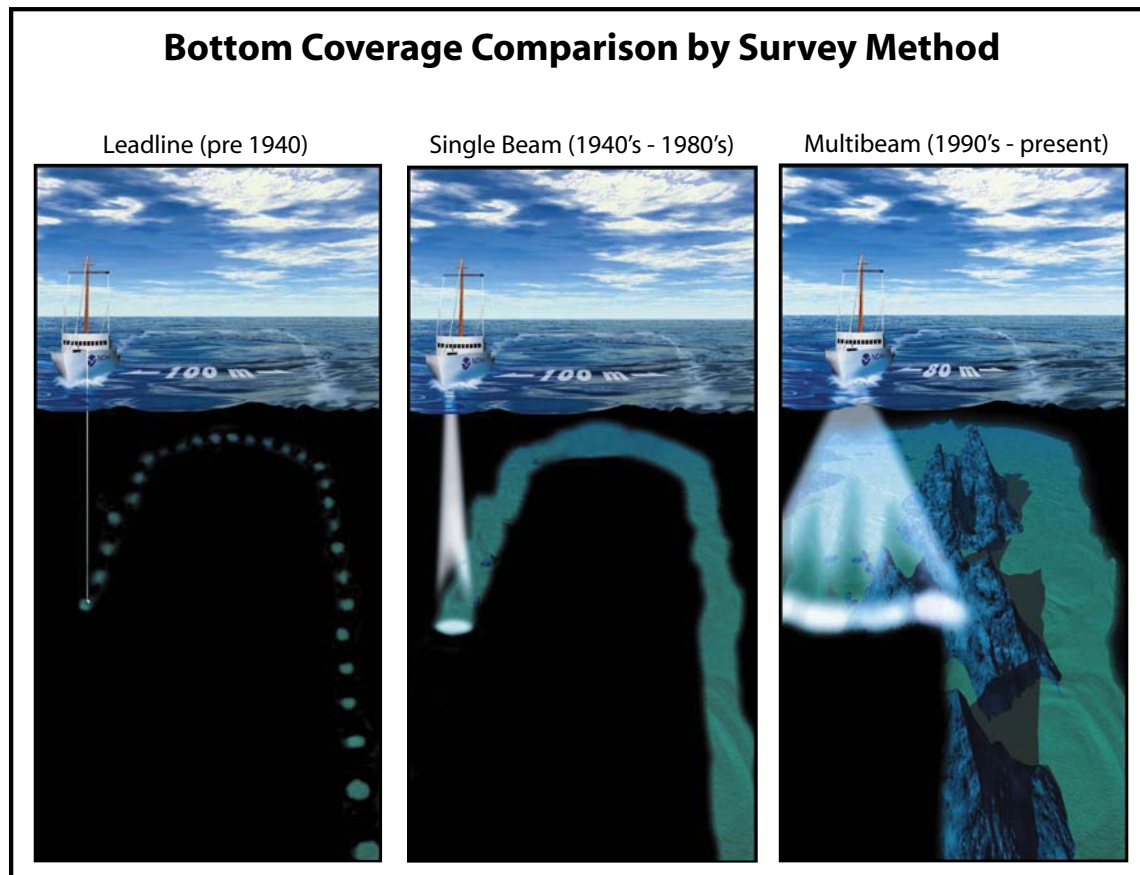 Bottom Coverage Comparison by Survey Method
Leadline (pre 1940)
Single Beam (1940's - 1980's)
Multibeam (1990's - present)
100 m
100 m
80 m